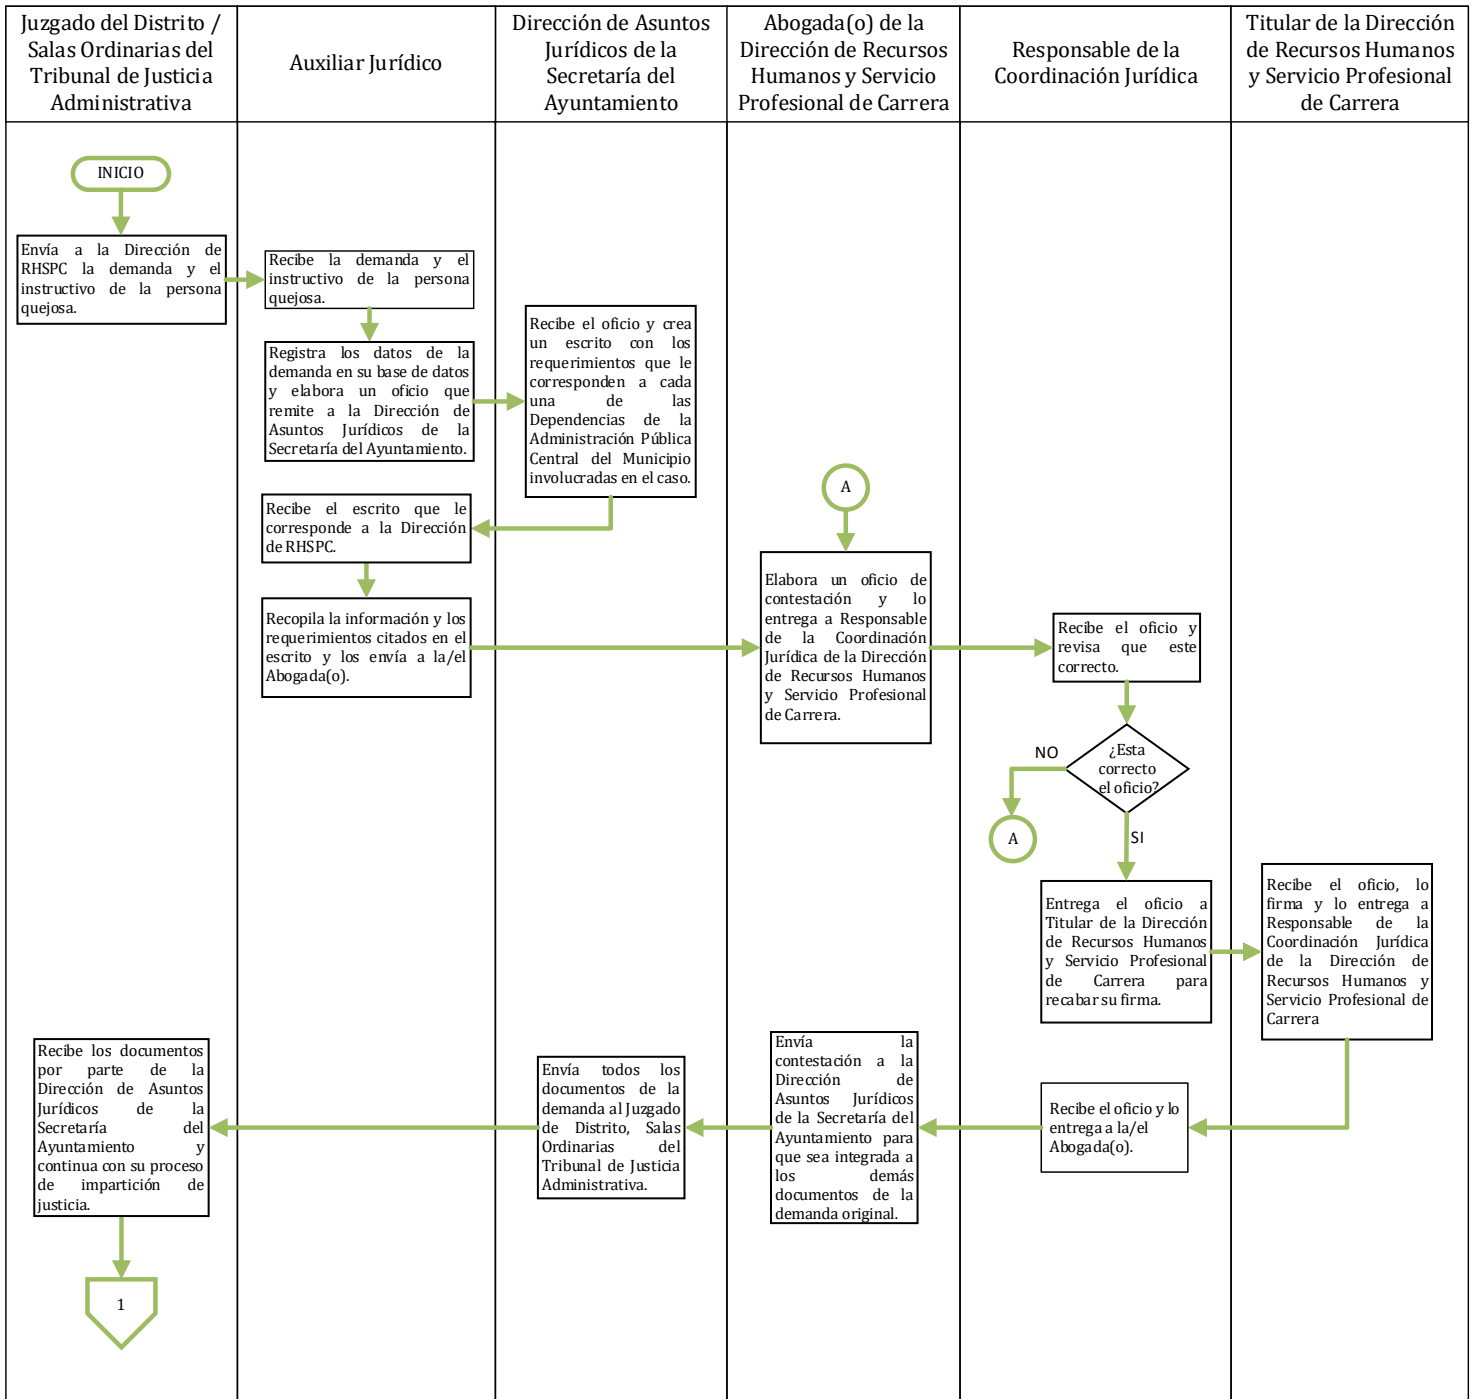 Juzgado del Distrito /
Salas Ordinarias del
Tribunal de Justicia
Administrativa
Auxiliar Jurídico
Dirección de Asuntos
Jurídicos de la
Secretaría del
Ayuntamiento
Abogada(o) de la
Dirección de Recursos
Humanos y Servicio
Profesional de Carrera
Responsable de la
Coordinación Jurídica
Titular de la Dirección
de Recursos Humanos
y Servicio Profesional
de Carrera
INICIO
Envía a la Dirección de
RHSPC la demanda y el
instructivo de la persona
quejosa.
Recibe la demanda y el
instructivo de la persona
quejosa.
Registra los datos de la
demanda en su base de datos
y elabora un oficio que
remite a la Dirección de
Asuntos Jurídicos de la
Secretaría del Ayuntamiento.
Recibe el oficio y crea
un escrito con los
requerimientos que le
corresponden a cada
una de las
Dependencias de la
Administración Pública
Central del Municipio
involucradas en el caso.
Recibe el escrito que le
corresponde a la Dirección
de RHSPC.
Recopila la información y los
requerimientos citados en el
escrito y los envía a la/el
Abogada(o).
A
Elabora un oficio de
contestación y lo
entrega a Responsable
de la Coordinación
Jurídica de la Dirección
de Recursos Humanos
y Servicio Profesional
de Carrera.
Recibe el oficio y
revisa que este
correcto.
¿Esta
correcto
el oficio?
NO
A
SI
Entrega el oficio a
Titular de la Dirección
de Recursos Humanos
y Servicio Profesional
de Carrera para
recabar su firma.
Recibe el oficio, lo
firma y lo entrega a
Responsable de la
Coordinación Jurídica
de la Dirección de
Recursos Humanos y
Servicio Profesional de
Carrera
Recibe el oficio y lo
entrega a la/el
Abogada(o).
Envía la
contestación a la
Dirección de
Asuntos Jurídicos
de la Secretaría del
Ayuntamiento para
que sea integrada a
los demás
documentos de la
demanda original.
Envía todos los
documentos de la
demanda al Juzgado
de Distrito, Salas
Ordinarias del
Tribunal de Justicia
Administrativa.
Recibe los documentos
por parte de la
Dirección de Asuntos
Jurídicos de la
Secretaría del
Ayuntamiento y
continua con su proceso
de impartición de
justicia.
1